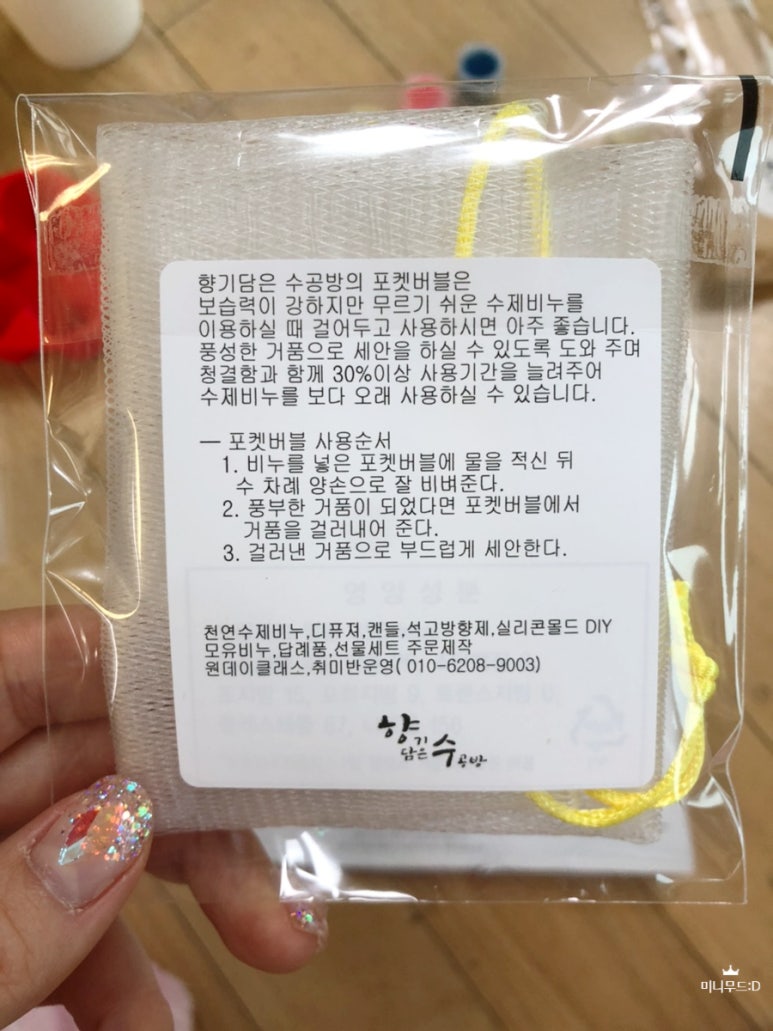 향기담은 수공방의 포켓버블은
보습력이 강하지만 무르기 쉬운 수제비누를
이용하실 때 걸어두고 사용하시면 아주 좋습니다.
풍성한 거품으로 세안을 하실 수 있도록 도와 주며
청결함과 함께 30%이상 사용기간을 늘려주어
수제비누를 보다 오래 사용하실 수 있습니다.
ㅡ 포켓버블 사용순서
1. 비누를 넣은 포켓버블에 물을 적신 뒤
수 차례 양손으로 잘 비벼준다.
2. 풍부한 거품이 되었다면 포켓버블에서
거품을 걸러내어 준다.
3. 걸러낸 거품으로 부드럽게 세안한다.
영양성분
천연수제비누,디퓨져,캔들,석고방향제,실리콘몰드 DIY
모유비누,답례품,선물세트 주문제작
원데이클래스,취미반운영( 010-6208-9003)
향기
담은 수공방
미니무드:D